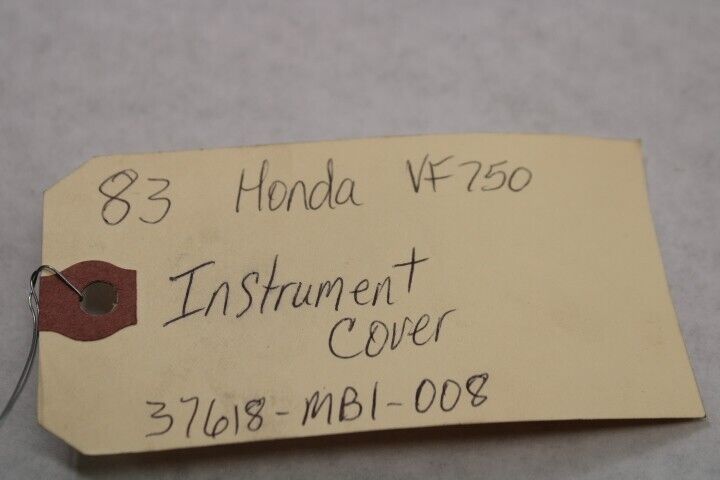 83 Honda VF750
Instrument
Cover
37618-MB1-008